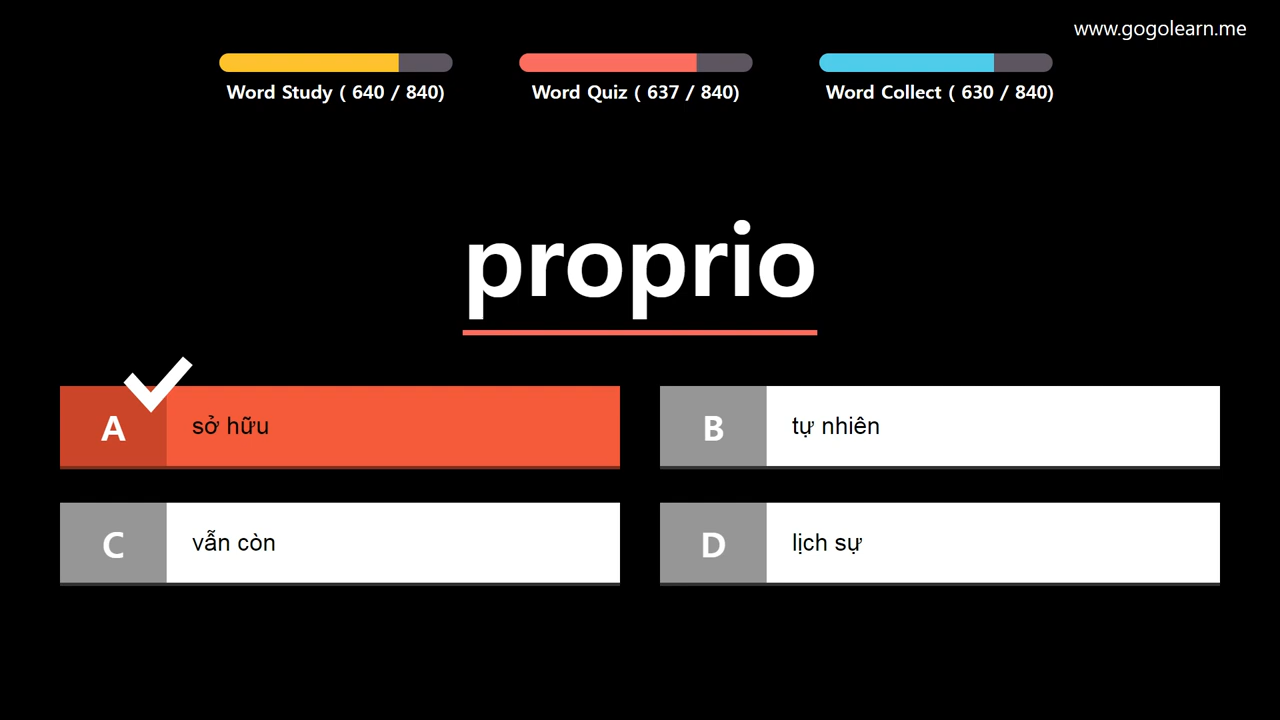 www.gogolearn.me
Word Study ( 640 / 840)
Word Quiz ( 637 / 840)
Word Collect ( 630 / 840)
proprio
A
sở hữu
B
tự nhiên
C
vẫn còn
D
lịch sự